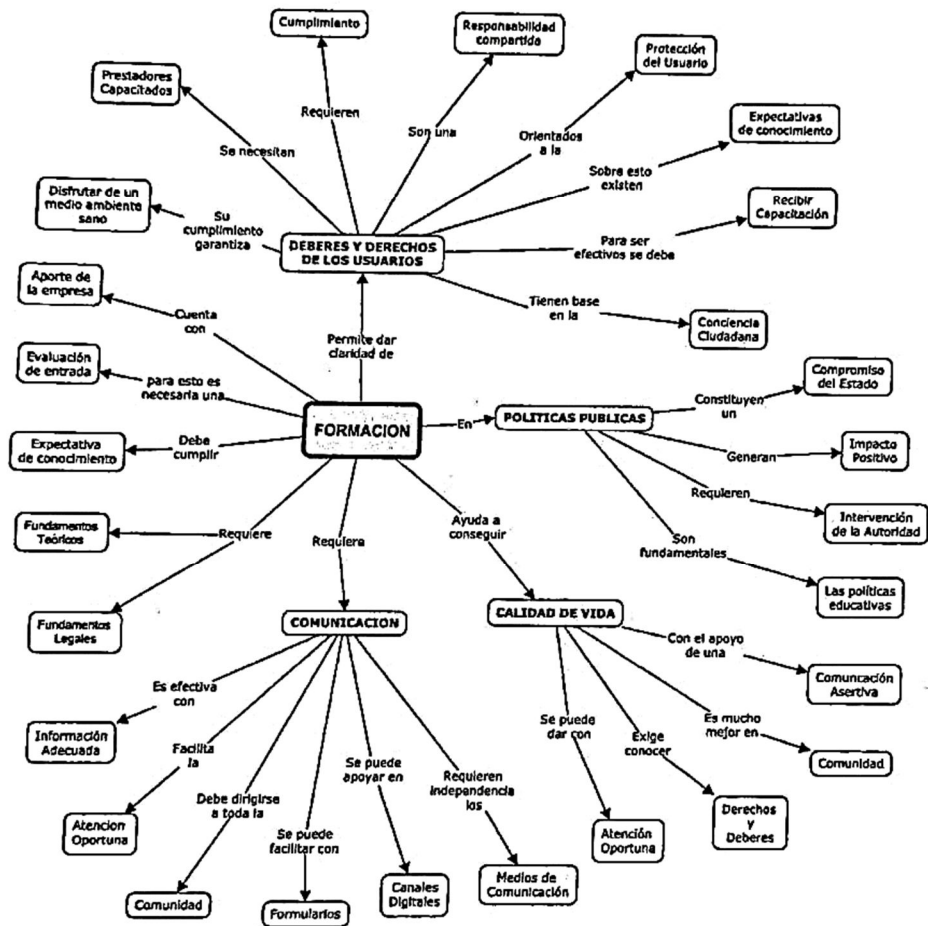 Cumplimiento
Responsabilidad
compartida
Protección
del Usuario
Prestadores
Capacitados
Requieren
Son una
Orientados
a la
Expectativas
de conocimiento
Se necesitan
Sobre esto
existen
Disfrutar de un
medio ambiente
sano
Su
cumplimiento
garantiza
DEBERES Y DERECHOS
DE LOS USUARIOS
Para ser
efectivos se debe
Recibir
Capacitación
Aporte de
la empresa
Cuenta
con
Permite dar
claridad de
Tienen base
en la
Conciencia
Ciudadana
Evaluación
de entrada
para esto es
necesaria una
FORMACION
En
POLITICAS PUBLICAS
Constituyen
un
Compromiso
del Estado
Expectativa
de conocimiento
Debe
cumplir
Generan
Impacto
Positivo
Requieren
Intervención
de la Autoridad
Fundamentos
Teóricos
Requiere
Requiere
Ayuda a
conseguir
Son
fundamentales
Las políticas
educativas
Fundamentos
Legales
COMUNICACION
CALIDAD DE VIDA
Con el apoyo
de una
Comuncación
Asertiva
Es efectiva
con
Información
Adecuada
Facilita
la
Se puede
apoyar en
Requieren
independencia
los
Se puede
dar con
Exige
conocer
Es mucho
mejor en
Comunidad
Debe dirigirse
a toda la
Se puede
facilitar con
Atencion
Oportuna
Atención
Oportuna
Derechos
y
Deberes
Comunidad
Formularios
Canales
Digitales
Medios de
Comunicación